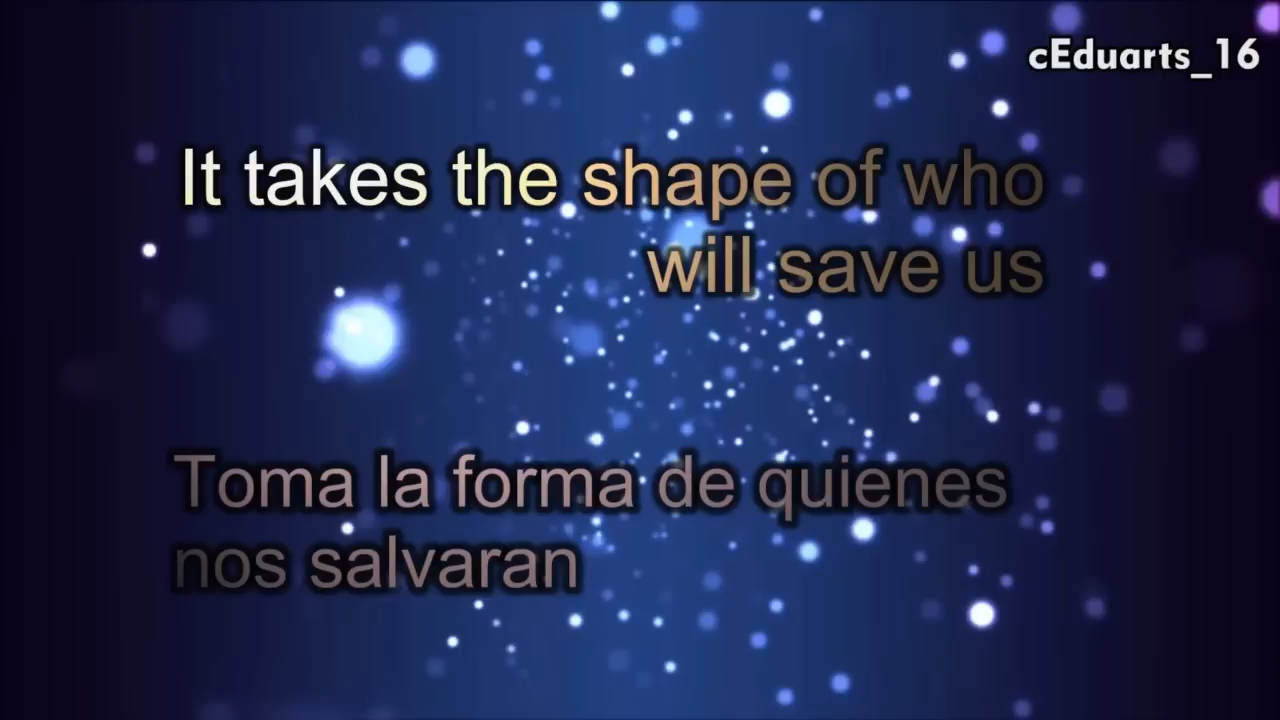 cEduarts_16
It takes the shape of who
will save us
Toma la forma de quienes
nos salvaran